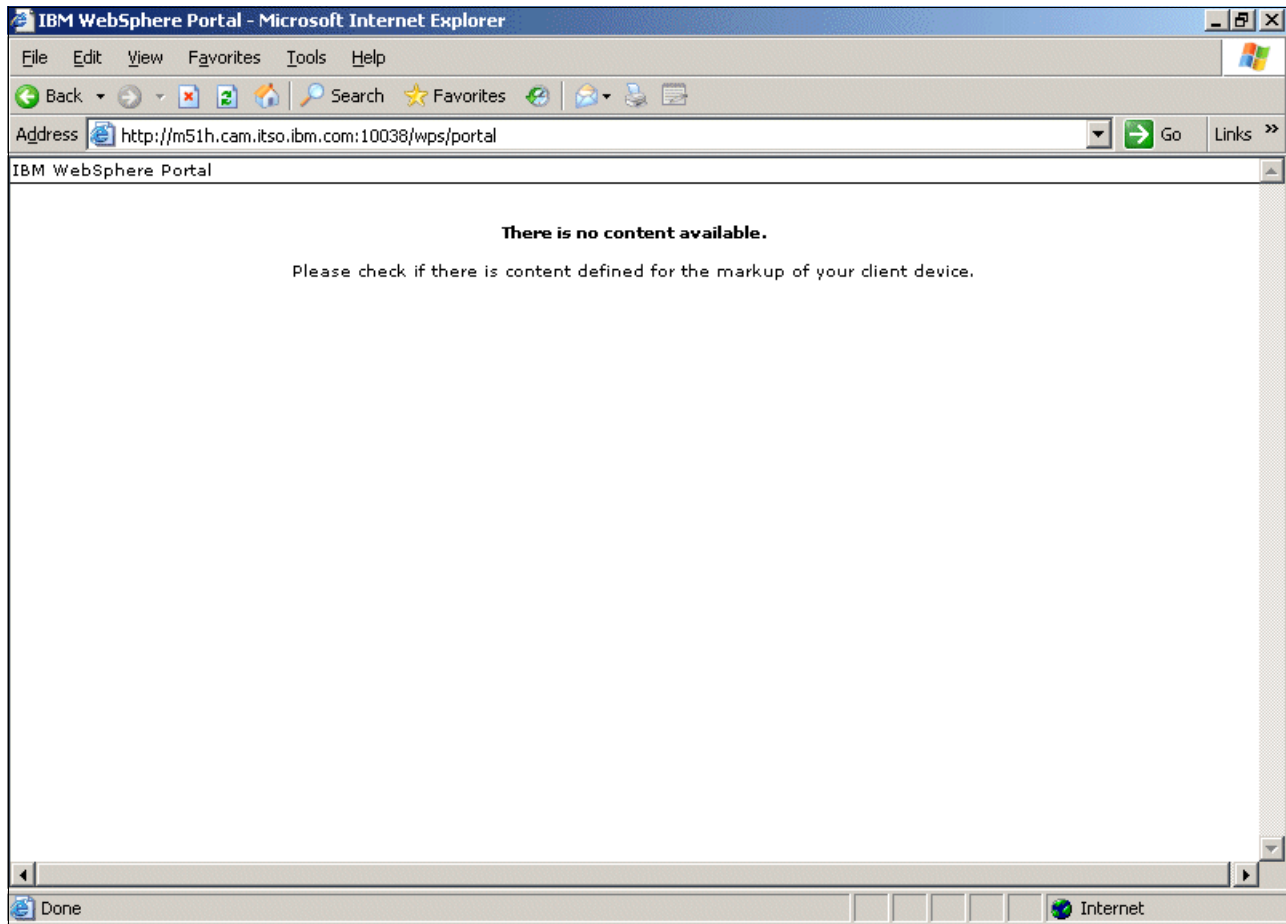 IBM WebSphere Portal - Microsoft Internet Explorer
File Edit View Favorites Tools Help
Back Search Favorites
Address http://m51h.cam.itso.ibm.com:10038/wps/portal Go Links »
IBM WebSphere Portal
There is no content available.
Please check if there is content defined for the markup of your client device.
Done Internet